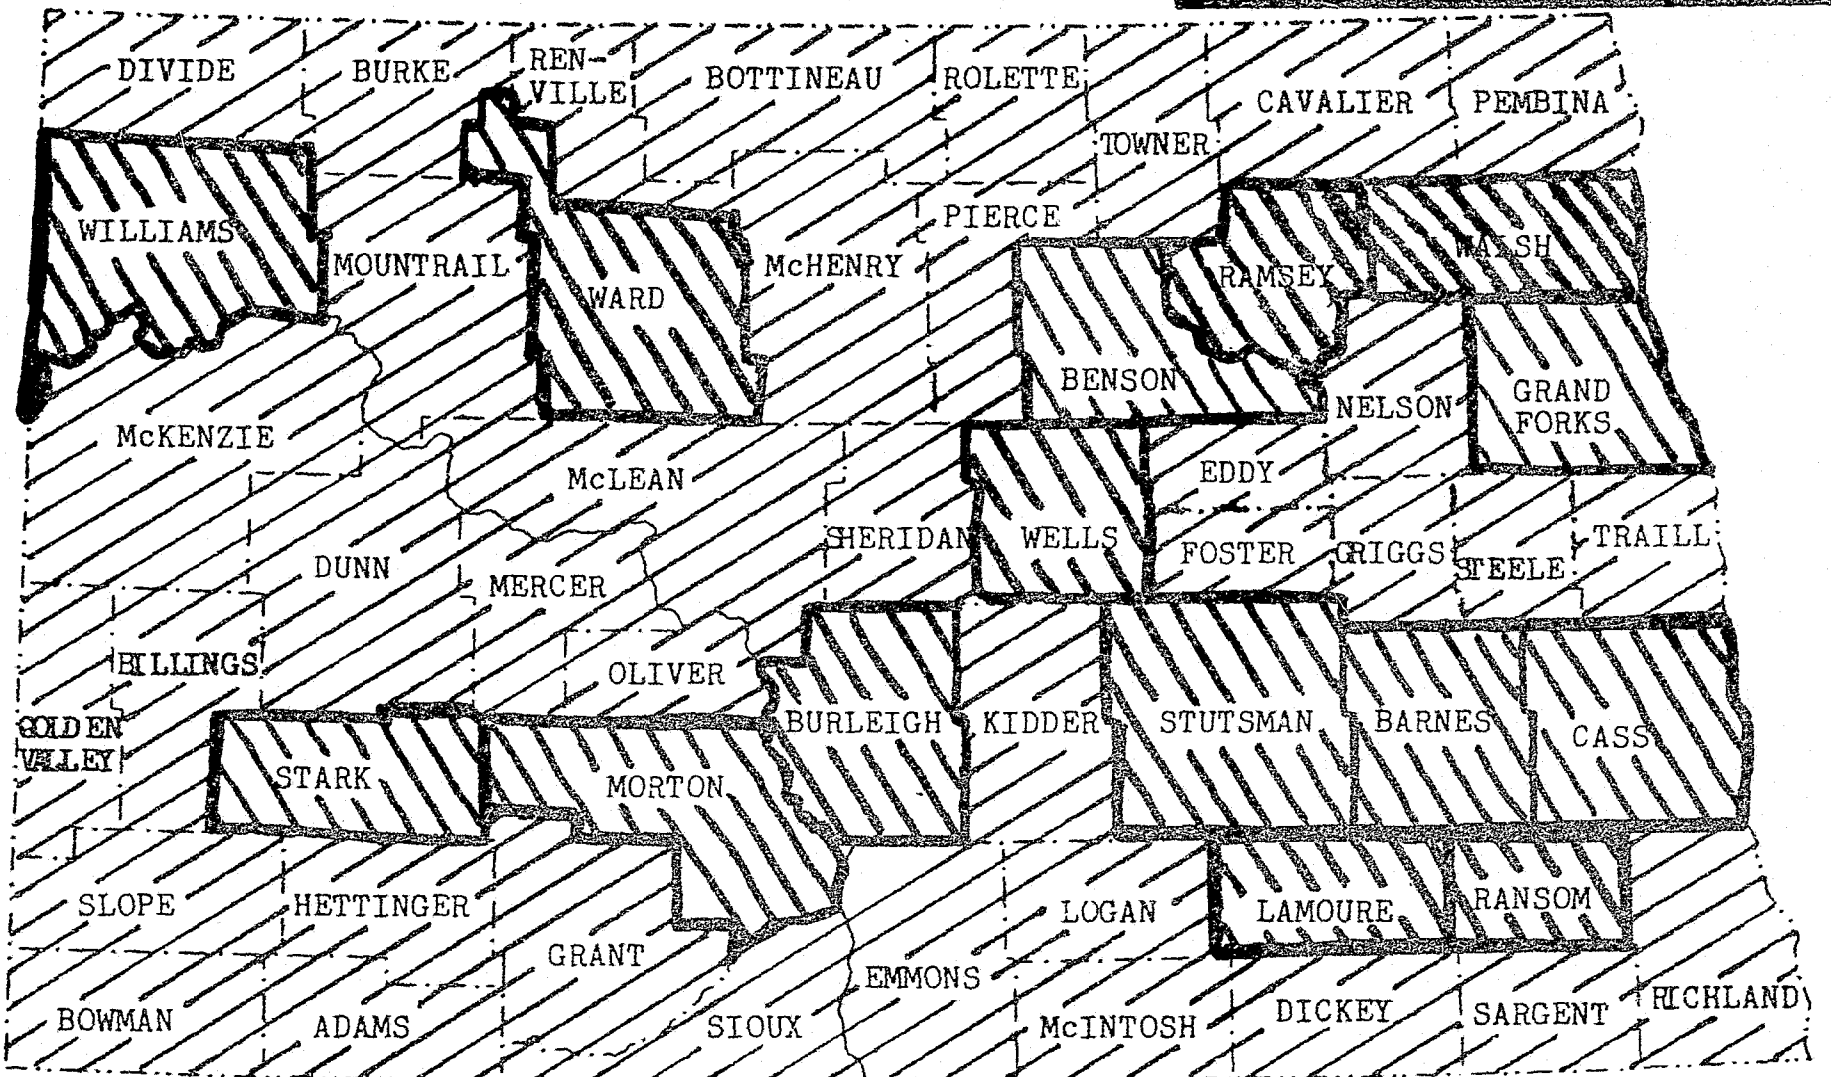 DIVIDE
BURKE
REN-
VILLE
BOTTINEAU
ROLETTE
CAVALIER
PEMBINA
TOWNER
WILLIAMS
MOUNTRAIL
WARD
McHENRY
PIERCE
RAMSEY
WALSH
BENSON
NELSON
GRAND
FORKS
McKENZIE
McLEAN
EDDY
SHERIDAN
WELLS
FOSTER
GRIGGS
STEELE
TRAILL
DUNN
MERCER
BILLINGS
OLIVER
GOLDEN
VALLEY
BURLEIGH
KIDDER
STUTSMAN
BARNES
CASS
STARK
MORTON
SLOPE
HETTINGER
GRANT
LOGAN
LAMOURE
RANSOM
EMMONS
BOWMAN
ADAMS
SIOUX
McINTOSH
DICKEY
SARGENT
RICHLAND